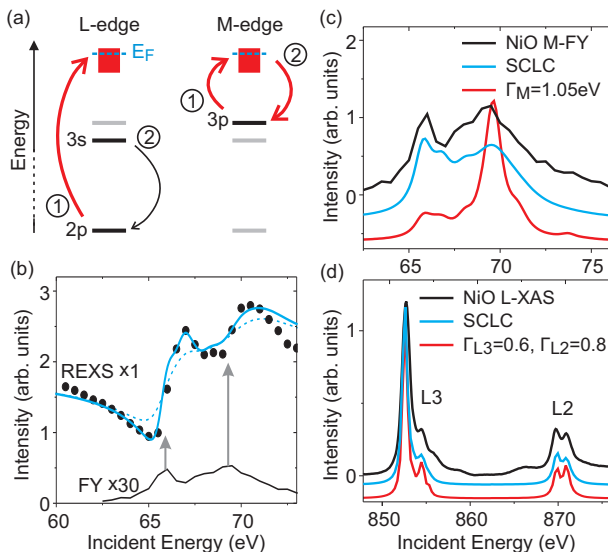 (a)
L-edge
M-edge
E_F
②
①
3p
3s
②
①
2p
Energy
(b)
3
2
1
0
Intensity (arb. units)
REXS x1
FY x30
60
65
70
Incident Energy (eV)
(c)
2
1
0
Intensity (arb. units)
NiO M-FY
SCLC
Γ_M=1.05eV
65
70
75
(d)
1
0
Intensity (arb. units)
NiO L-XAS
SCLC
Γ_L3=0.6, Γ_L2=0.8
L3
L2
850
860
870
Incident Energy (eV)